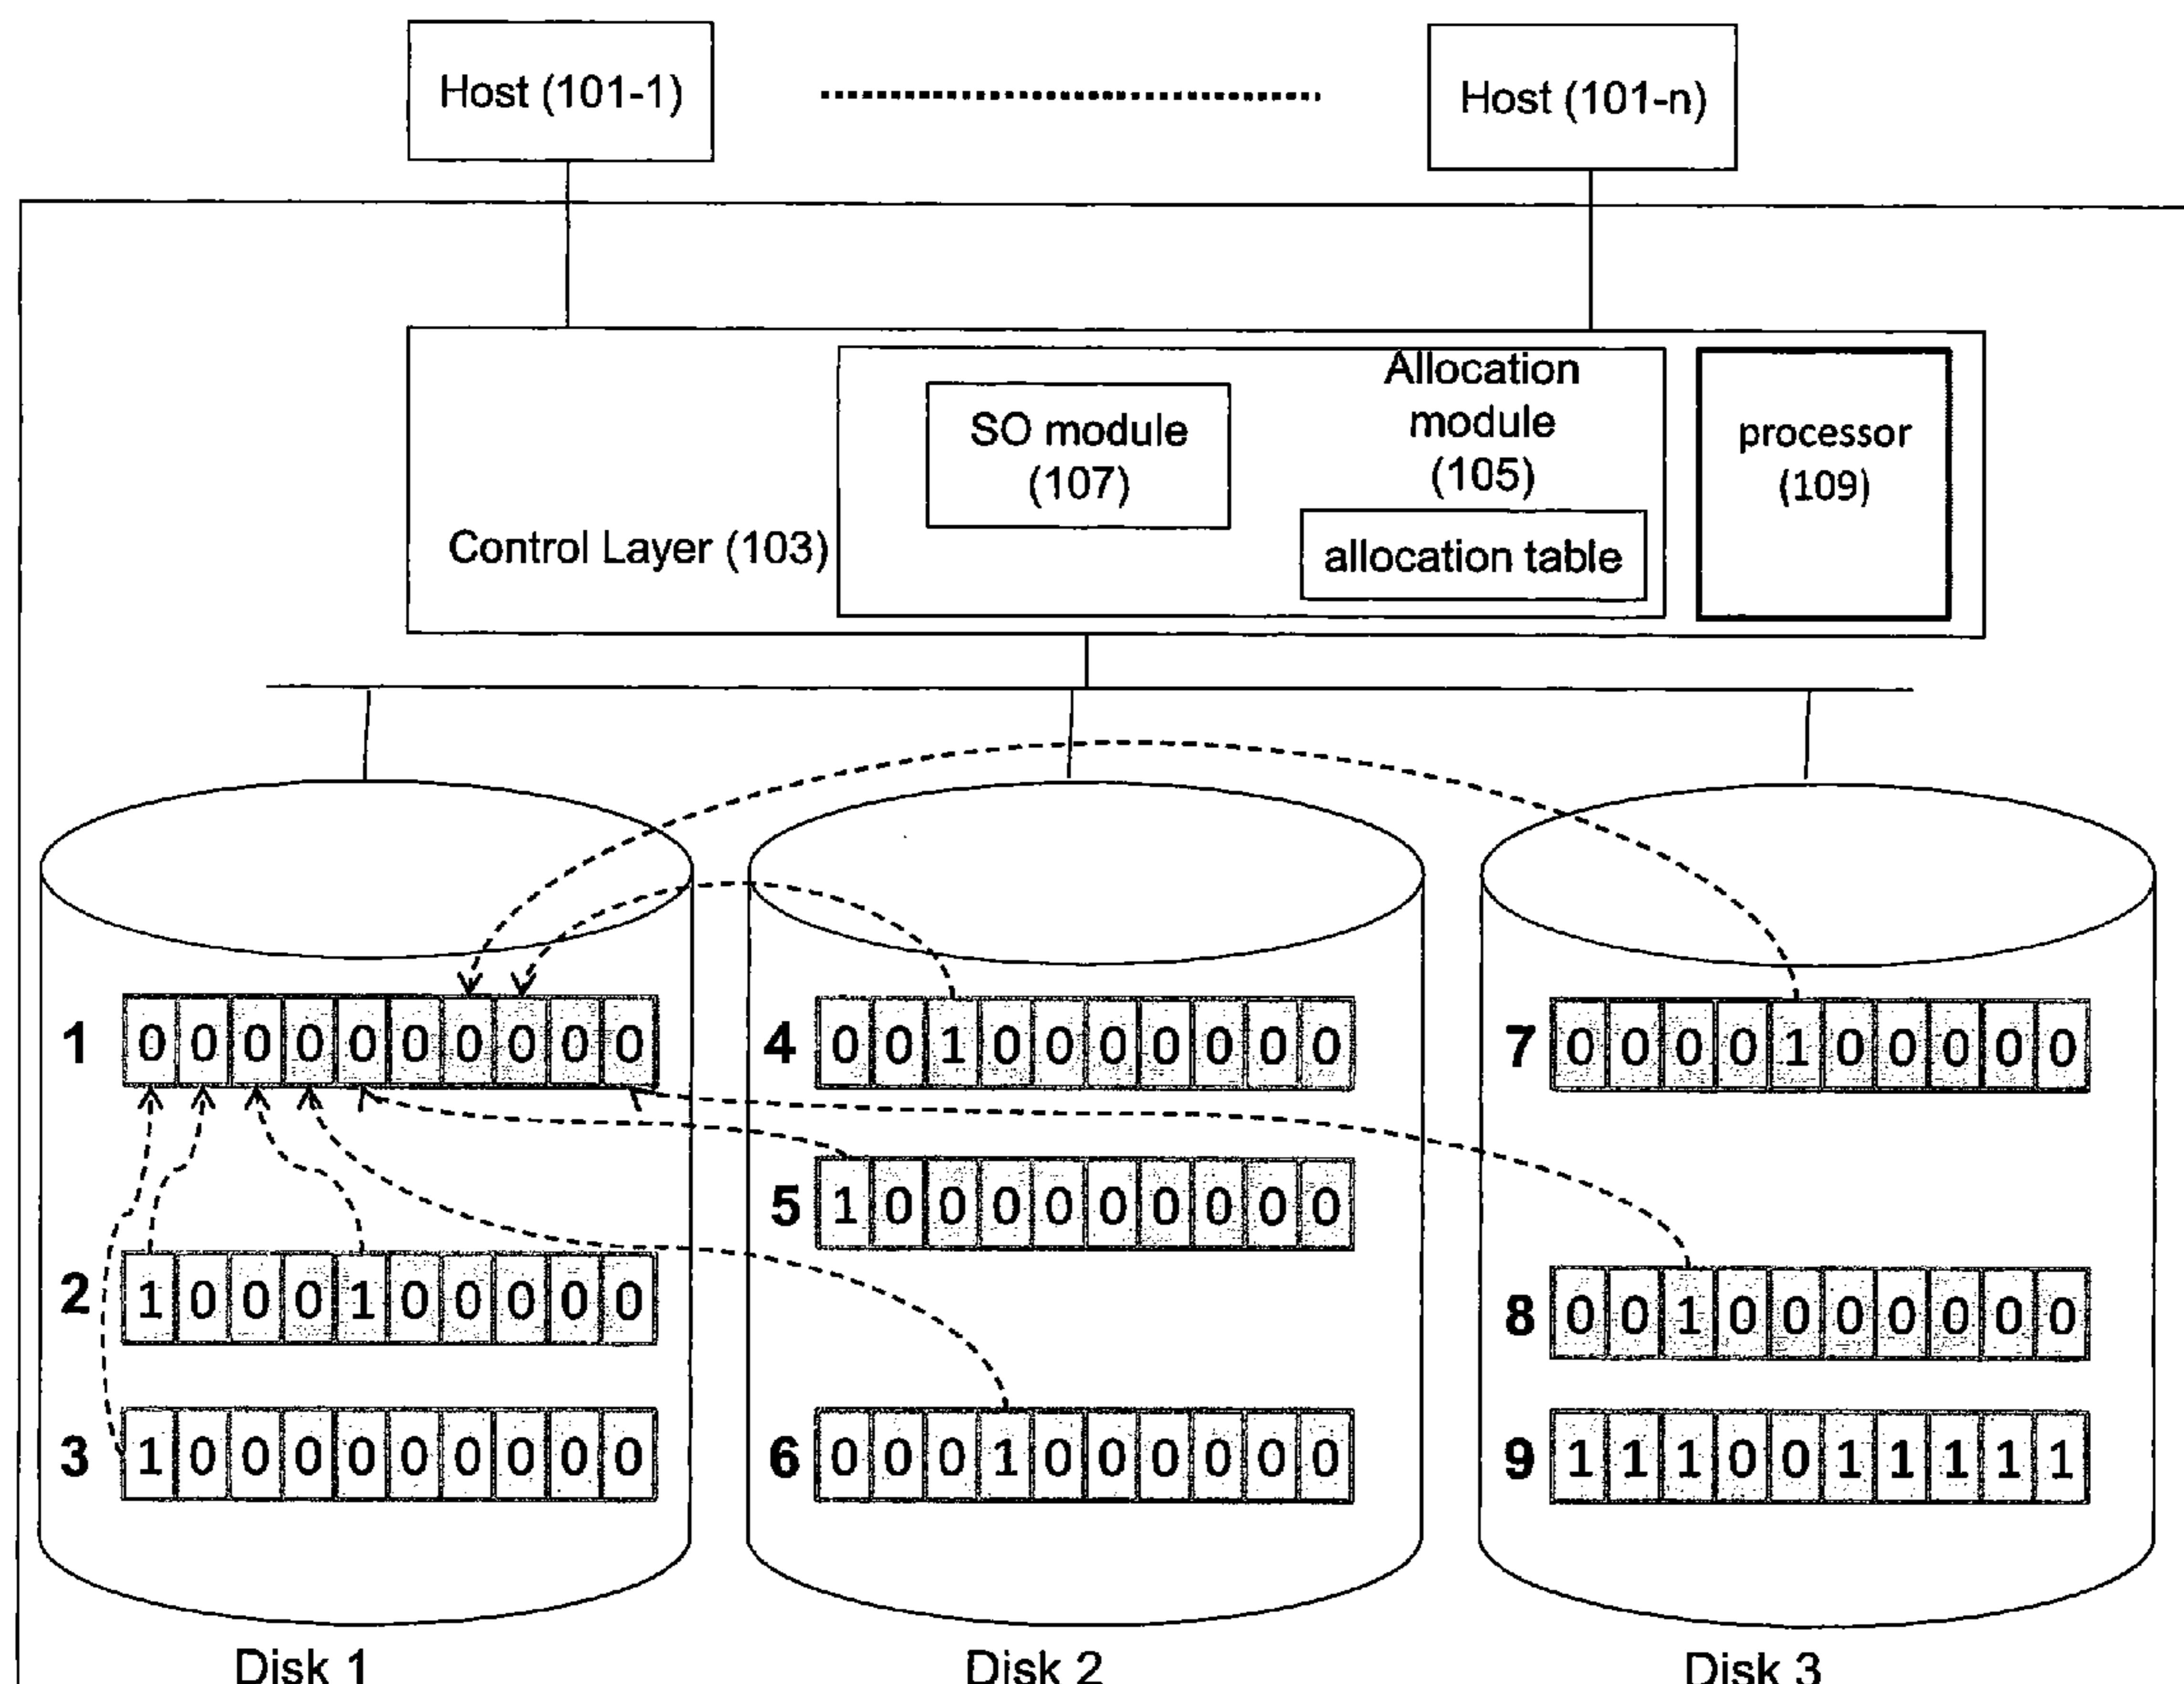 Host (101-1)
Host (101-n)
Control Layer (103)
SO module
(107)
Allocation
module
(105)
allocation table
processor
(109)
1 0 0 0 0 0 0 0 0 0 0
2 1 0 0 0 1 0 0 0 0 0
3 1 0 0 0 0 0 0 0 0 0
4 0 0 1 0 0 0 0 0 0 0
5 1 0 0 0 0 0 0 0 0 0
6 0 0 0 1 0 0 0 0 0 0
7 0 0 0 0 1 0 0 0 0 0
8 0 0 1 0 0 0 0 0 0 0
9 1 1 1 0 0 1 1 1 1 1
Disk 1
Disk 2
Disk 3